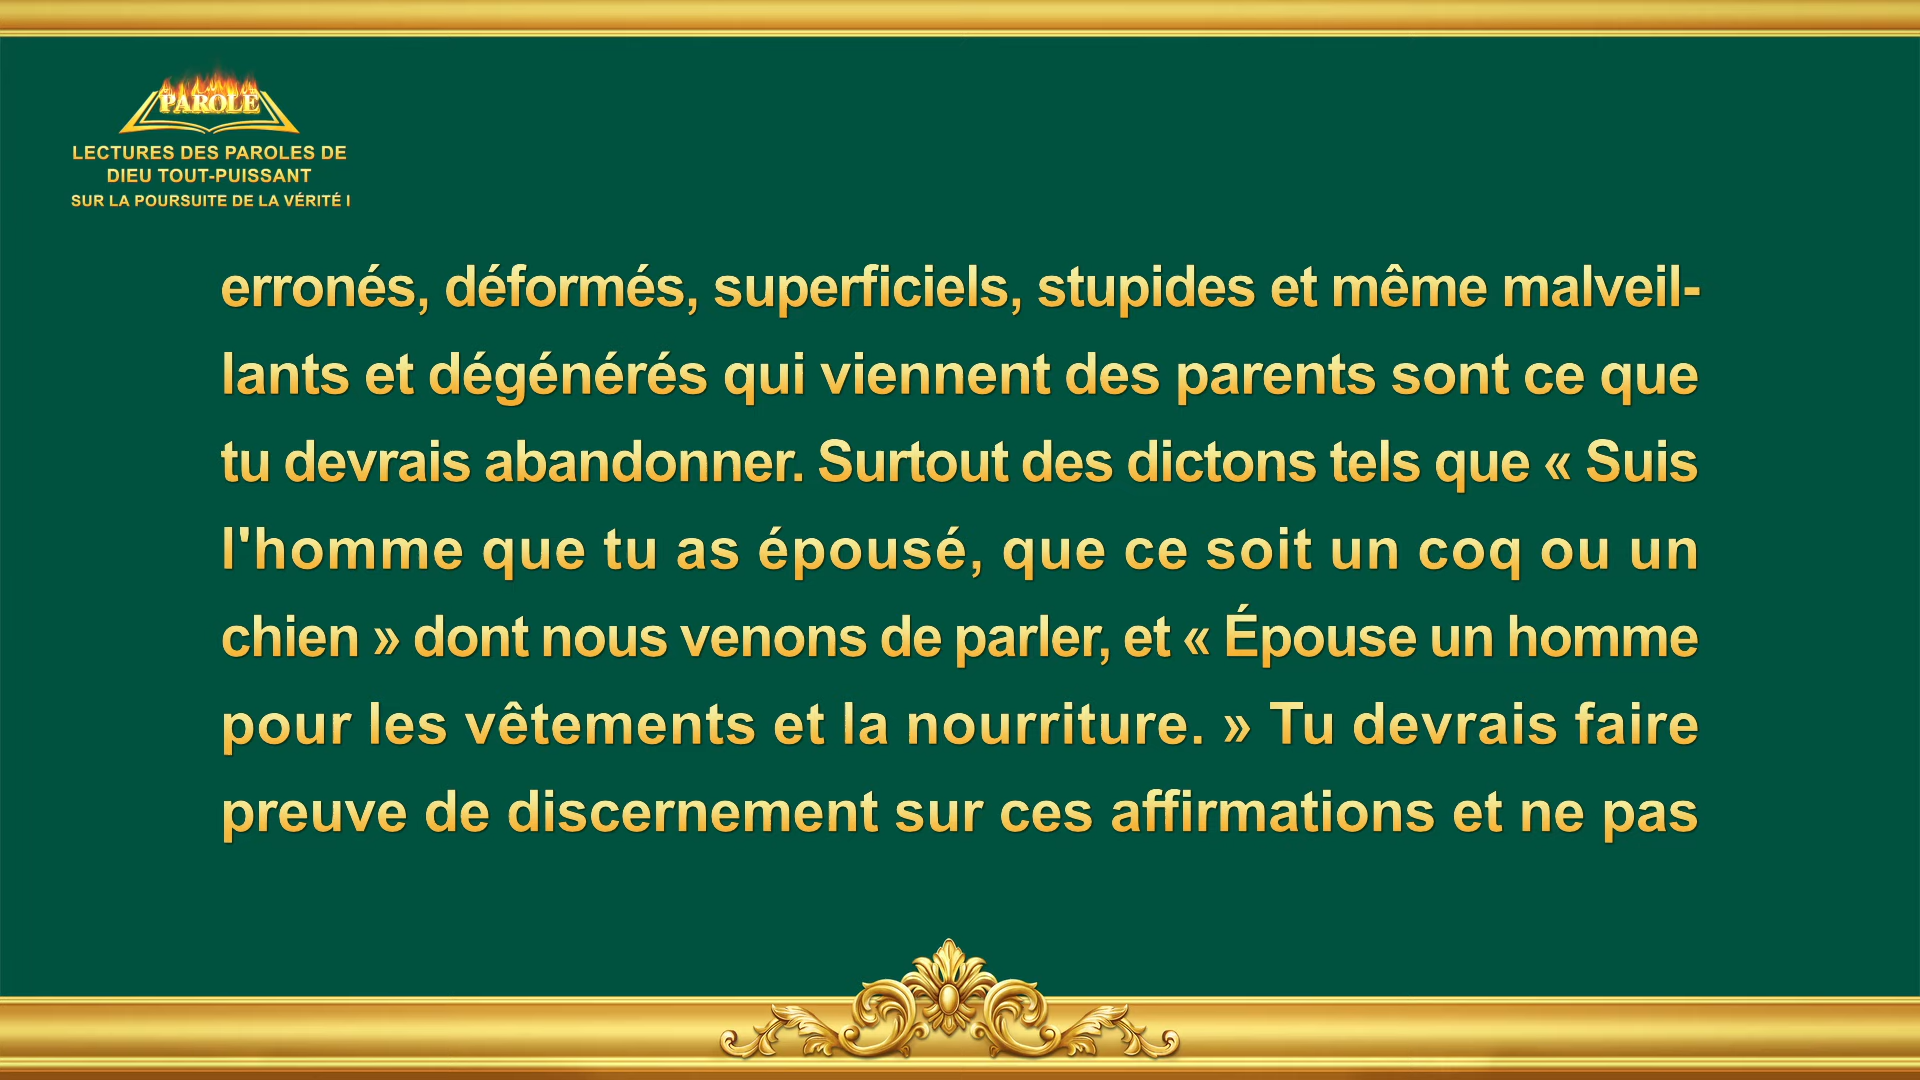 PAROLE
LECTURES DES PAROLES DE
DIEU TOUT-PUISSANT
SUR LA POURSUITE DE LA VÉRITÉ I
erronés, déformés, superficiels, stupides et même malveil-
lants et dégénérés qui viennent des parents sont ce que
tu devrais abandonner. Surtout des dictons tels que « Suis
l'homme que tu as épousé, que ce soit un coq ou un
chien » dont nous venons de parler, et « Épouse un homme
pour les vêtements et la nourriture. » Tu devrais faire
preuve de discernement sur ces affirmations et ne pas